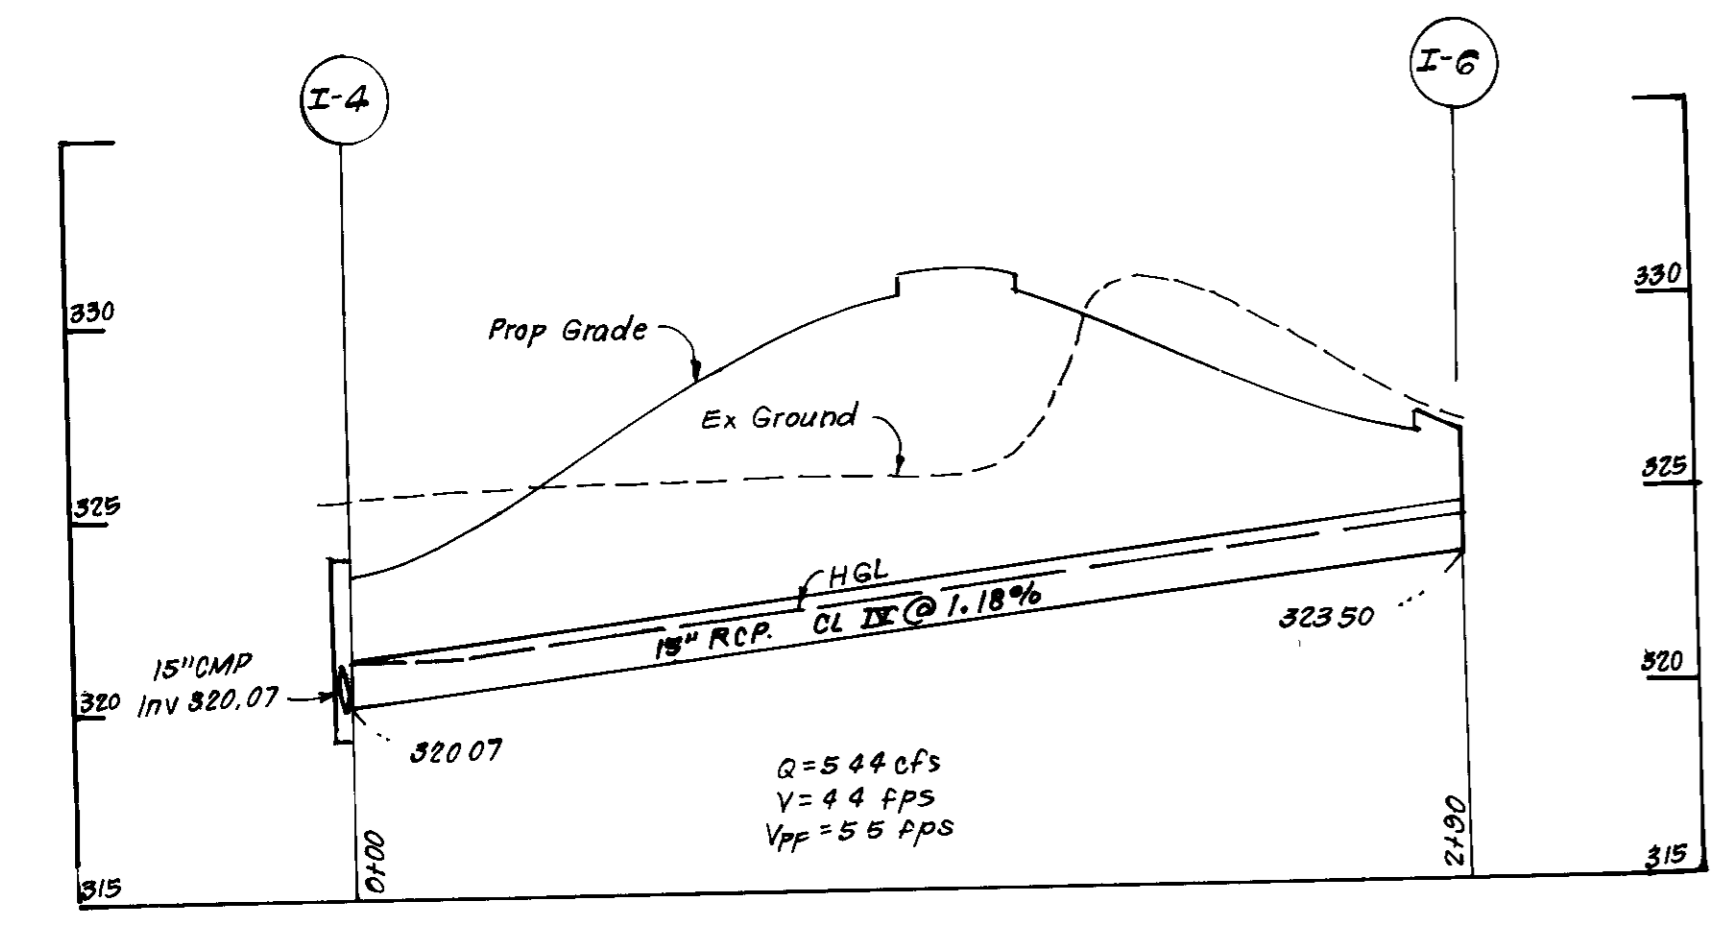 I-4
I-6
330
330
Prop Grade
Ex Ground
325
325
HGL
15" RCP. CL IV @ 1.18%
323 50
15" CMP
Inv 320.07
320
320
320 07
Q = 5 44 cfs
V = 4 4 fps
VPF = 5 5 fps
0+00
2+90
315
315